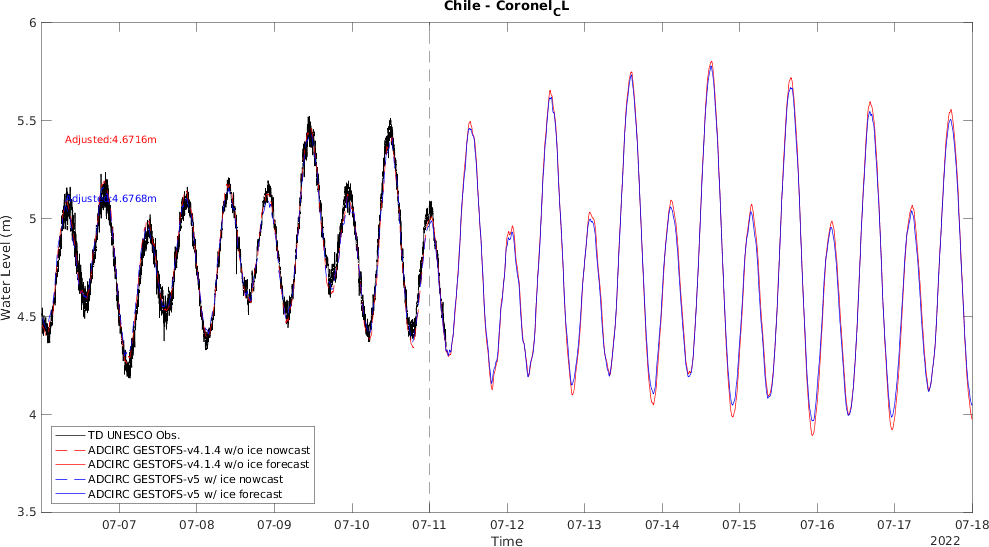 Chile - Coronel_CL
6
5.5
5
4.5
4
3.5
Water Level (m)
Adjusted:4.6716m
Adjusted:4.6768m
TD UNESCO Obs.
ADCIRC GESTOFS-v4.1.4 w/o ice nowcast
ADCIRC GESTOFS-v4.1.4 w/o ice forecast
ADCIRC GESTOFS-v5 w/ ice nowcast
ADCIRC GESTOFS-v5 w/ ice forecast
07-07 07-08 07-09 07-10 07-11 07-12 07-13 07-14 07-15 07-16 07-17 07-18
Time
2022